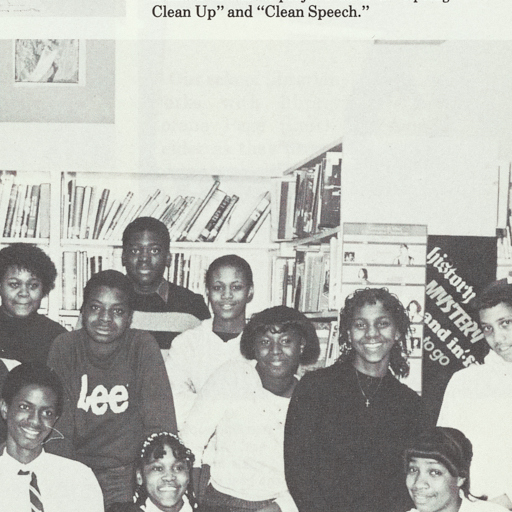 Clean Up" and "Clean Speech."
history
MYSTERY
and in's
to go
Lee